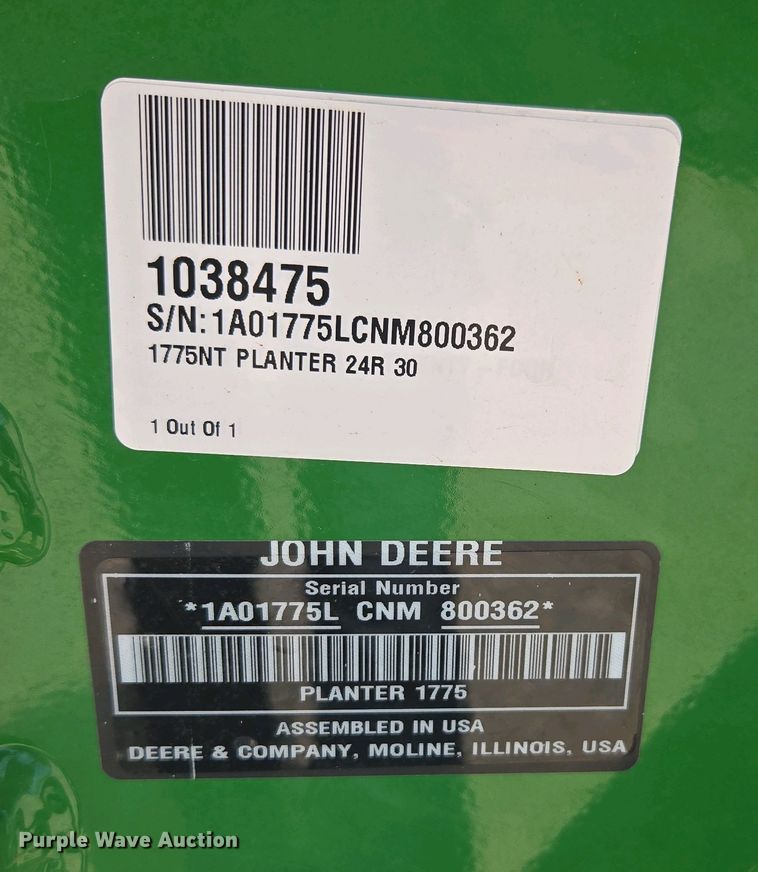 1038475
S/N:1A01775LCNM800362
1775NT PLANTER 24R 30
1 Out Of 1
JOHN DEERE
Serial Number
*1A01775L CNM 800362*
PLANTER 1775
ASSEMBLED IN USA
DEERE & COMPANY, MOLINE, ILLINOIS, USA
Purple Wave Auction